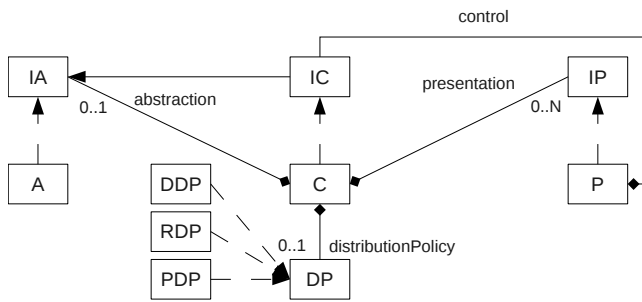 control
IA
IC
IP
abstraction
presentation
0..1
0..N
A
DDP
C
P
RDP
0..1
distributionPolicy
PDP
DP